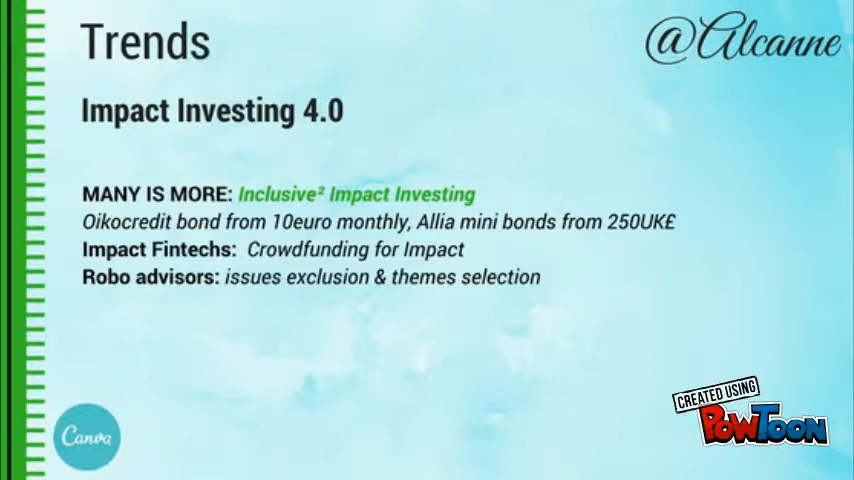 Trends
@Alcanne
Impact Investing 4.0
MANY IS MORE: Inclusive² Impact Investing
Oikocredit bond from 10euro monthly, Allia mini bonds from 250UK£
Impact Fintechs: Crowdfunding for Impact
Robo advisors: issues exclusion & themes selection
CREATED USING
POWTOON
Canva